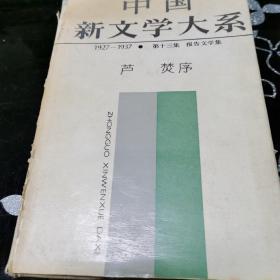 中国
新文学大系
1927—1937 • 第十三集 报告文学集
芦 焚序
ZHONGGUO XINWENXUE DAXI